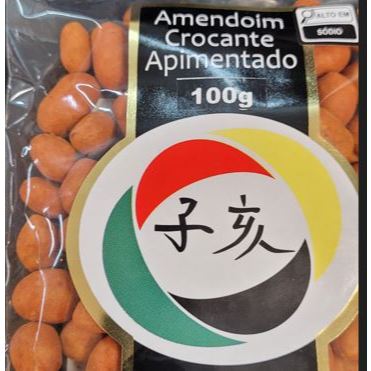 Amendoim
Crocante
Apimentado
100g
ALTO EM
SÓDIO
子亥